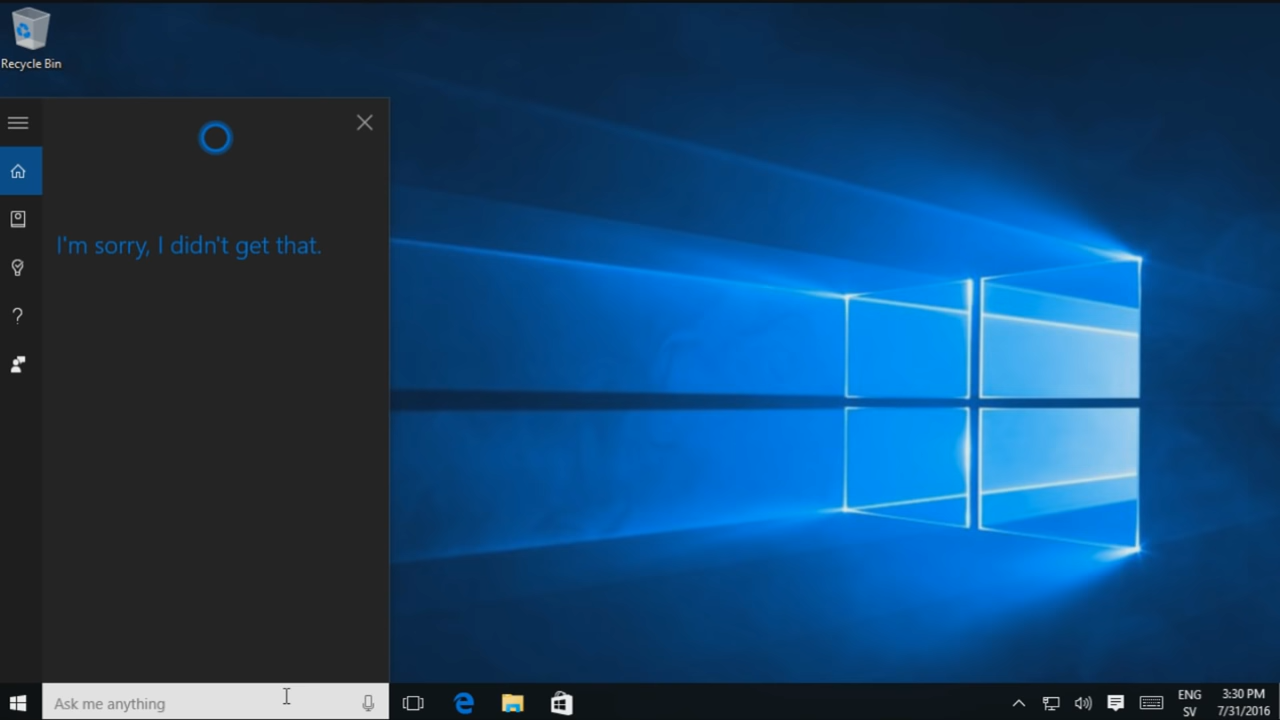 Recycle Bin
I'm sorry, I didn't get that.
Ask me anything
ENG
SV
3:30 PM
7/31/2016